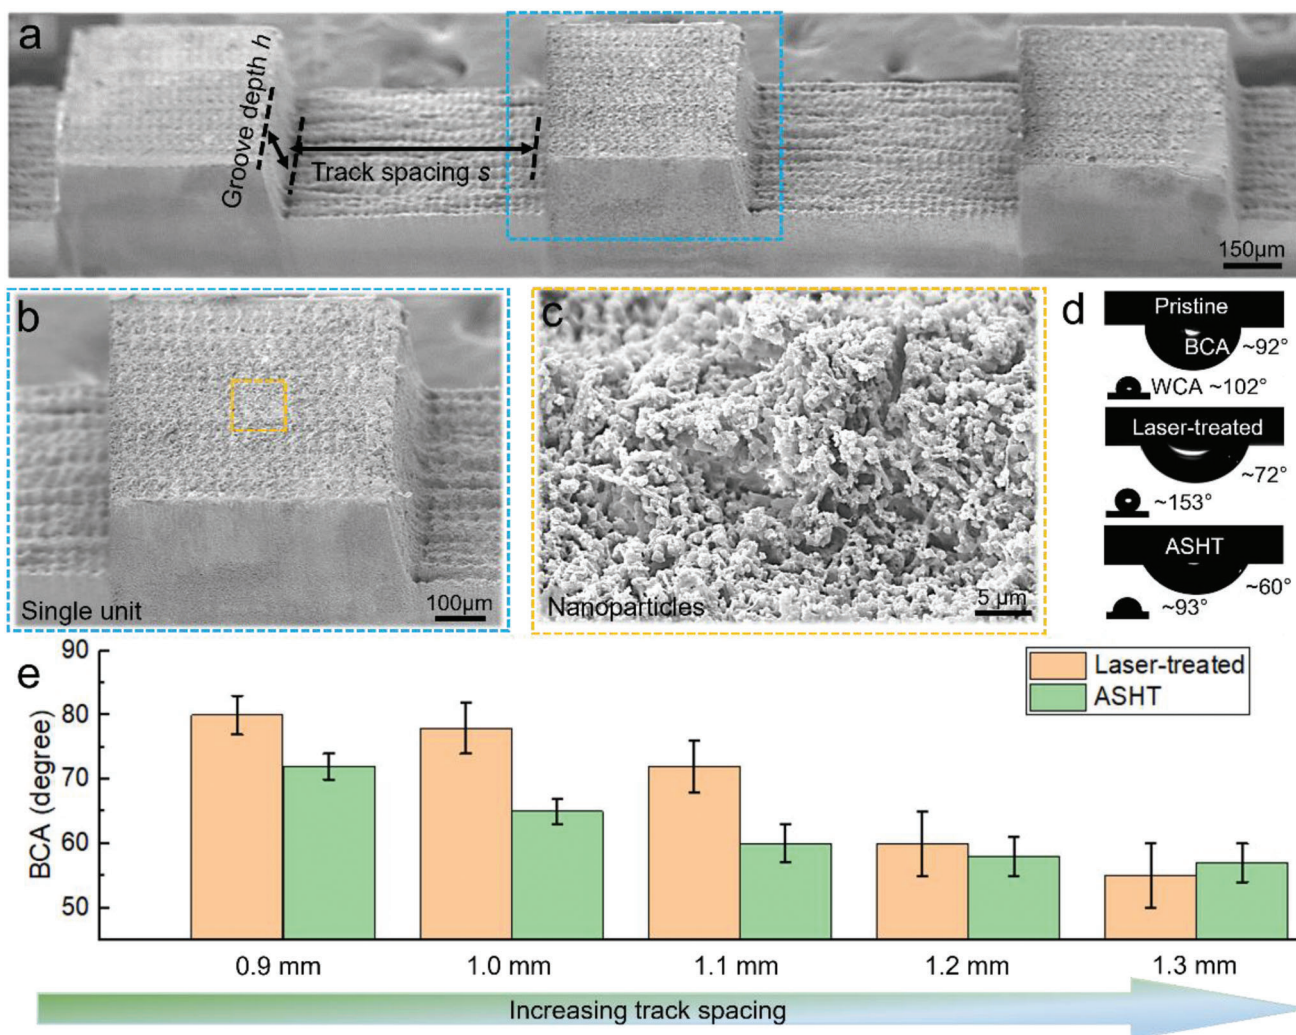 a
Groove depth h
Track spacing s
150μm
b
Single unit
100μm
c
Nanoparticles
5 μm
d
Pristine
BCA ~92°
WCA ~102°
Laser-treated
~72°
~153°
ASHT
~60°
~93°
e
BCA (degree)
90
80
70
60
50
Laser-treated
ASHT
0.9 mm
1.0 mm
1.1 mm
1.2 mm
1.3 mm
Increasing track spacing